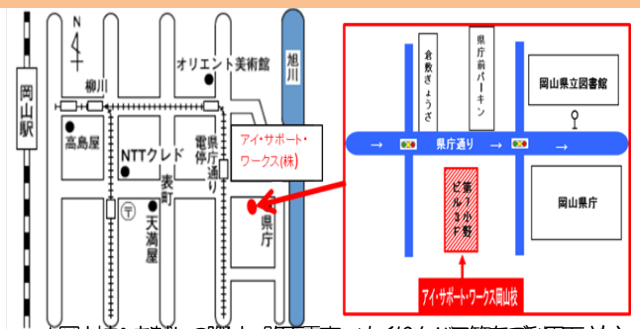 N
オリエント美術館
旭川
柳川
岡山駅
高島屋
NTTクレド
表町
県庁通り
電停
アイ・サポート・
ワークス(株)
〒
天満屋
県庁
倉敷ぎょうざ
県庁前パーキン
岡山県立図書館
→
県庁通り
→
→
第7小野
ビル3F
岡山県庁
アイ・サポート・ワークス岡山校